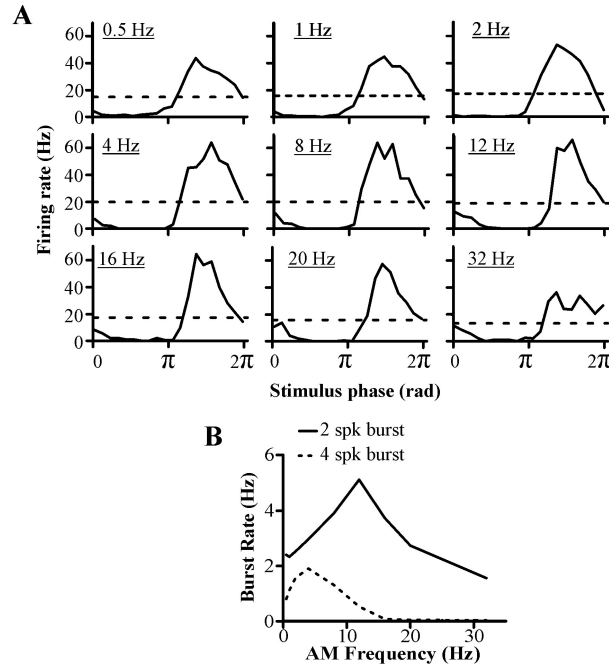 A
0.5 Hz
1 Hz
2 Hz
60
40
20
0
4 Hz
8 Hz
12 Hz
60
40
20
0
16 Hz
20 Hz
32 Hz
60
40
20
0
Firing rate (Hz)
0 π 2π
0 π 2π
0 π 2π
Stimulus phase (rad)
B
2 spk burst
4 spk burst
6
4
2
0
Burst Rate (Hz)
0 10 20 30
AM Frequency (Hz)